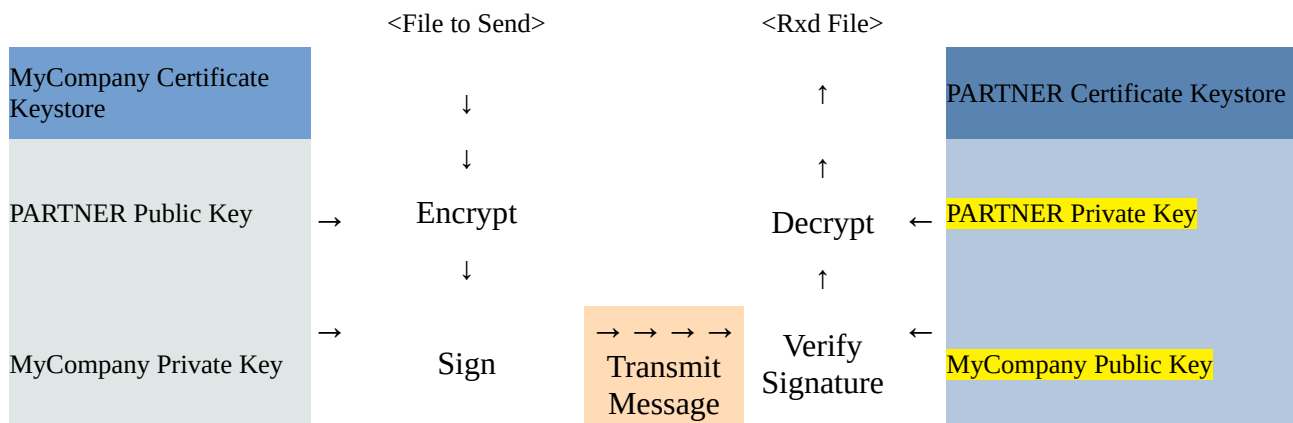 <File to Send>
<Rxd File>
MyCompany Certificate
Keystore
↓
↑
PARTNER Certificate Keystore
↓
↑
PARTNER Public Key
→
Encrypt
Decrypt
←
PARTNER Private Key
↓
↑
MyCompany Private Key
→
Sign
→ → → →
Transmit
Message
Verify
Signature
←
MyCompany Public Key